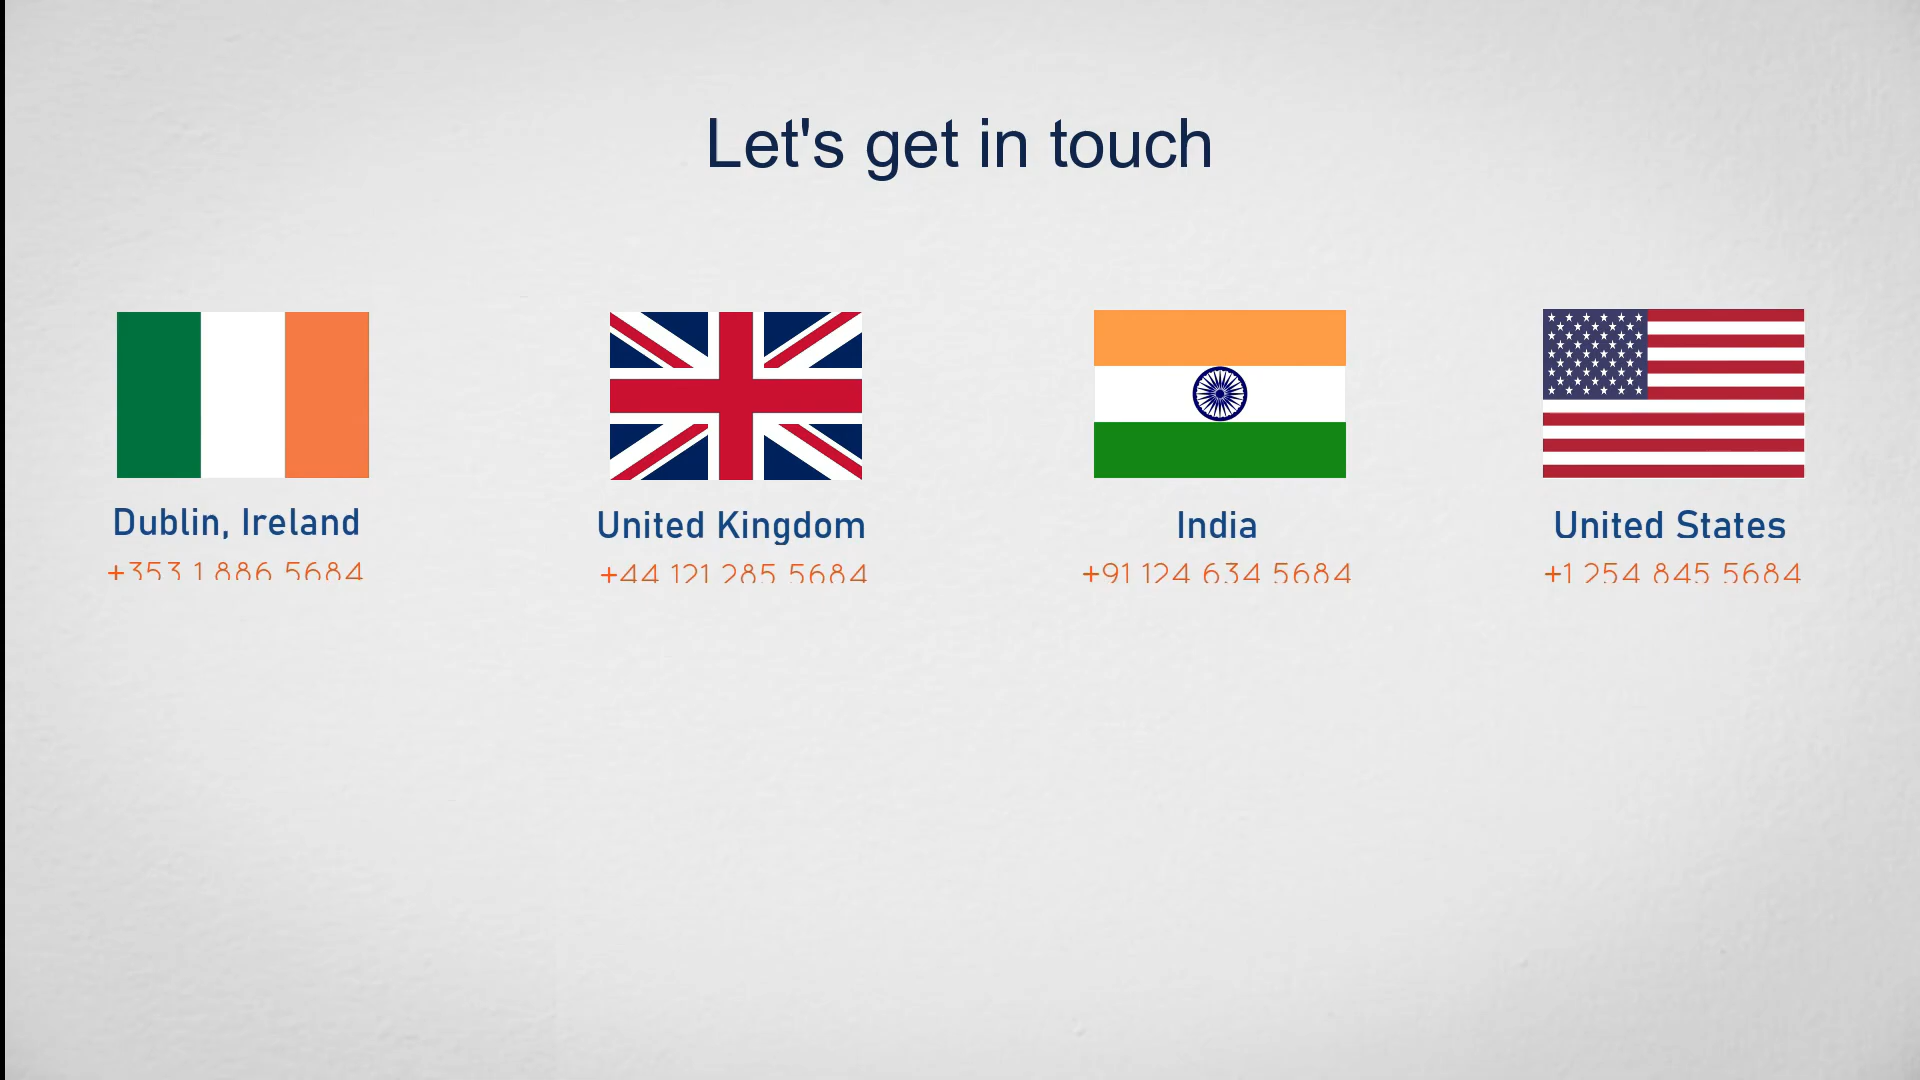 Let's get in touch
Dublin, Ireland
+353 1 886 5684
United Kingdom
+44 121 285 5684
India
+91 124 634 5684
United States
+1 254 845 5684